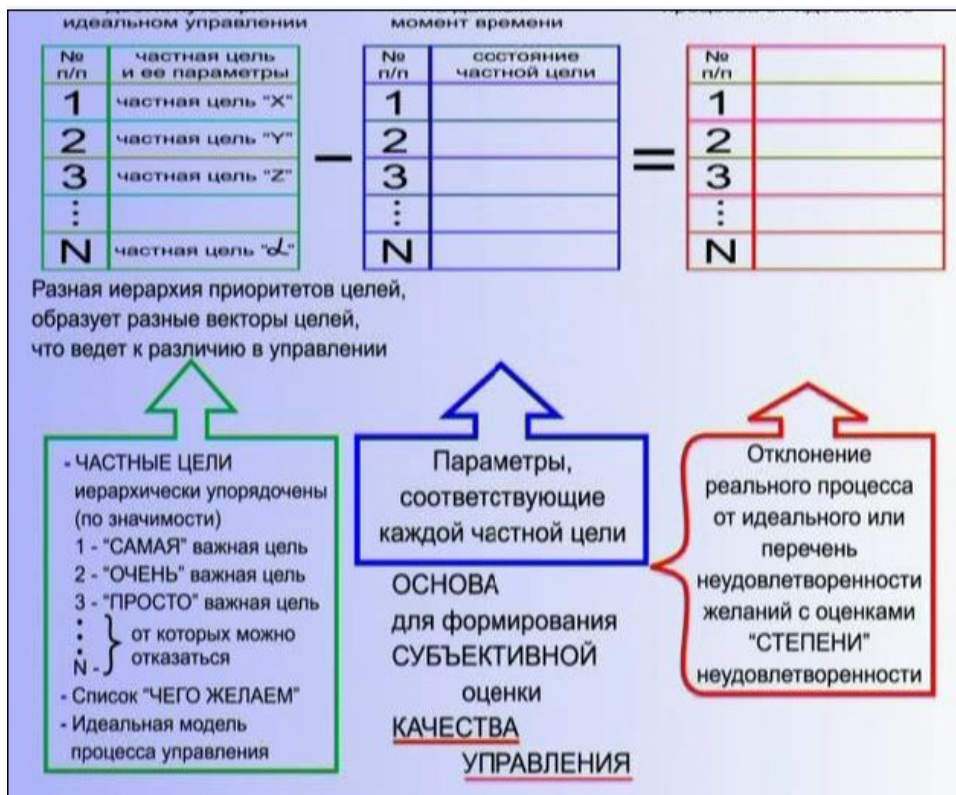 идеальном управлении
момент времени
№ п/п
частная цель и ее параметры
1 частная цель "X"
2 частная цель "Y"
3 частная цель "Z"
⋮
N частная цель "α"
−
№ п/п
состояние частной цели
1
2
3
⋮
N
=
№ п/п
1
2
3
⋮
N
Разная иерархия приоритетов целей,
образует разные векторы целей,
что ведет к различию в управлении
- ЧАСТНЫЕ ЦЕЛИ
иерархически упорядочены
(по значимости)
1 - "САМАЯ" важная цель
2 - "ОЧЕНЬ" важная цель
3 - "ПРОСТО" важная цель
⋮ от которых можно
N - отказаться
- Список "ЧЕГО ЖЕЛАЕМ"
- Идеальная модель
процесса управления
Параметры,
соответствующие
каждой частной цели
ОСНОВА
для формирования
СУБЪЕКТИВНОЙ
оценки
КАЧЕСТВА
УПРАВЛЕНИЯ
Отклонение
реального процесса
от идеального или
перечень
неудовлетворенности
желаний с оценками
"СТЕПЕНИ"
неудовлетворенности